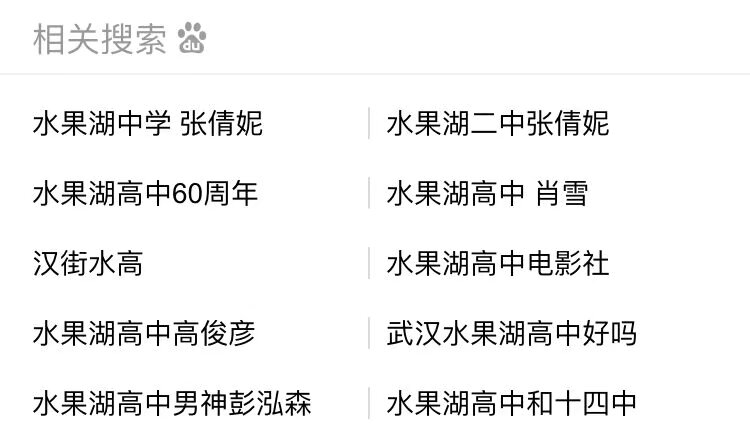 相关搜索 du
水果湖中学 张倩妮
水果湖二中张倩妮
水果湖高中60周年
水果湖高中 肖雪
汉街水高
水果湖高中电影社
水果湖高中高俊彦
武汉水果湖高中好吗
水果湖高中男神彭泓森
水果湖高中和十四中